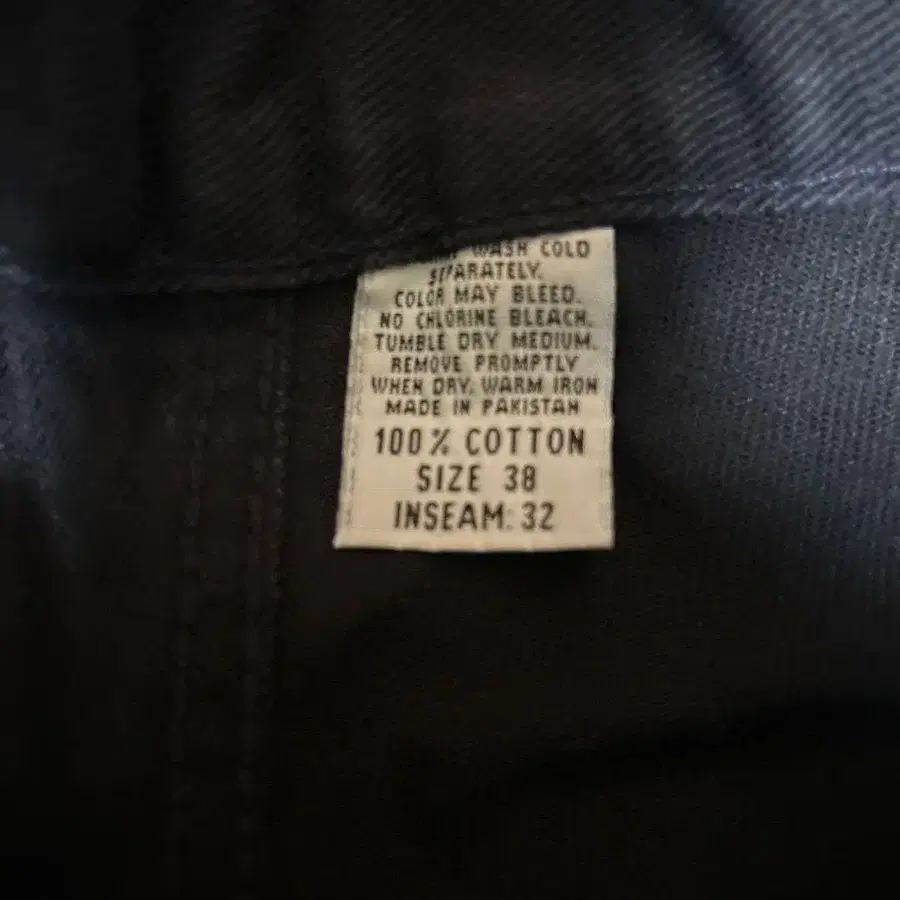 WASH COLD
SEPARATELY.
COLOR MAY BLEED.
NO CHLORINE BLEACH.
TUMBLE DRY MEDIUM.
REMOVE PROMPTLY
WHEN DRY. WARM IRON
MADE IN PAKISTAN
100% COTTON
SIZE 38
INSEAM: 32